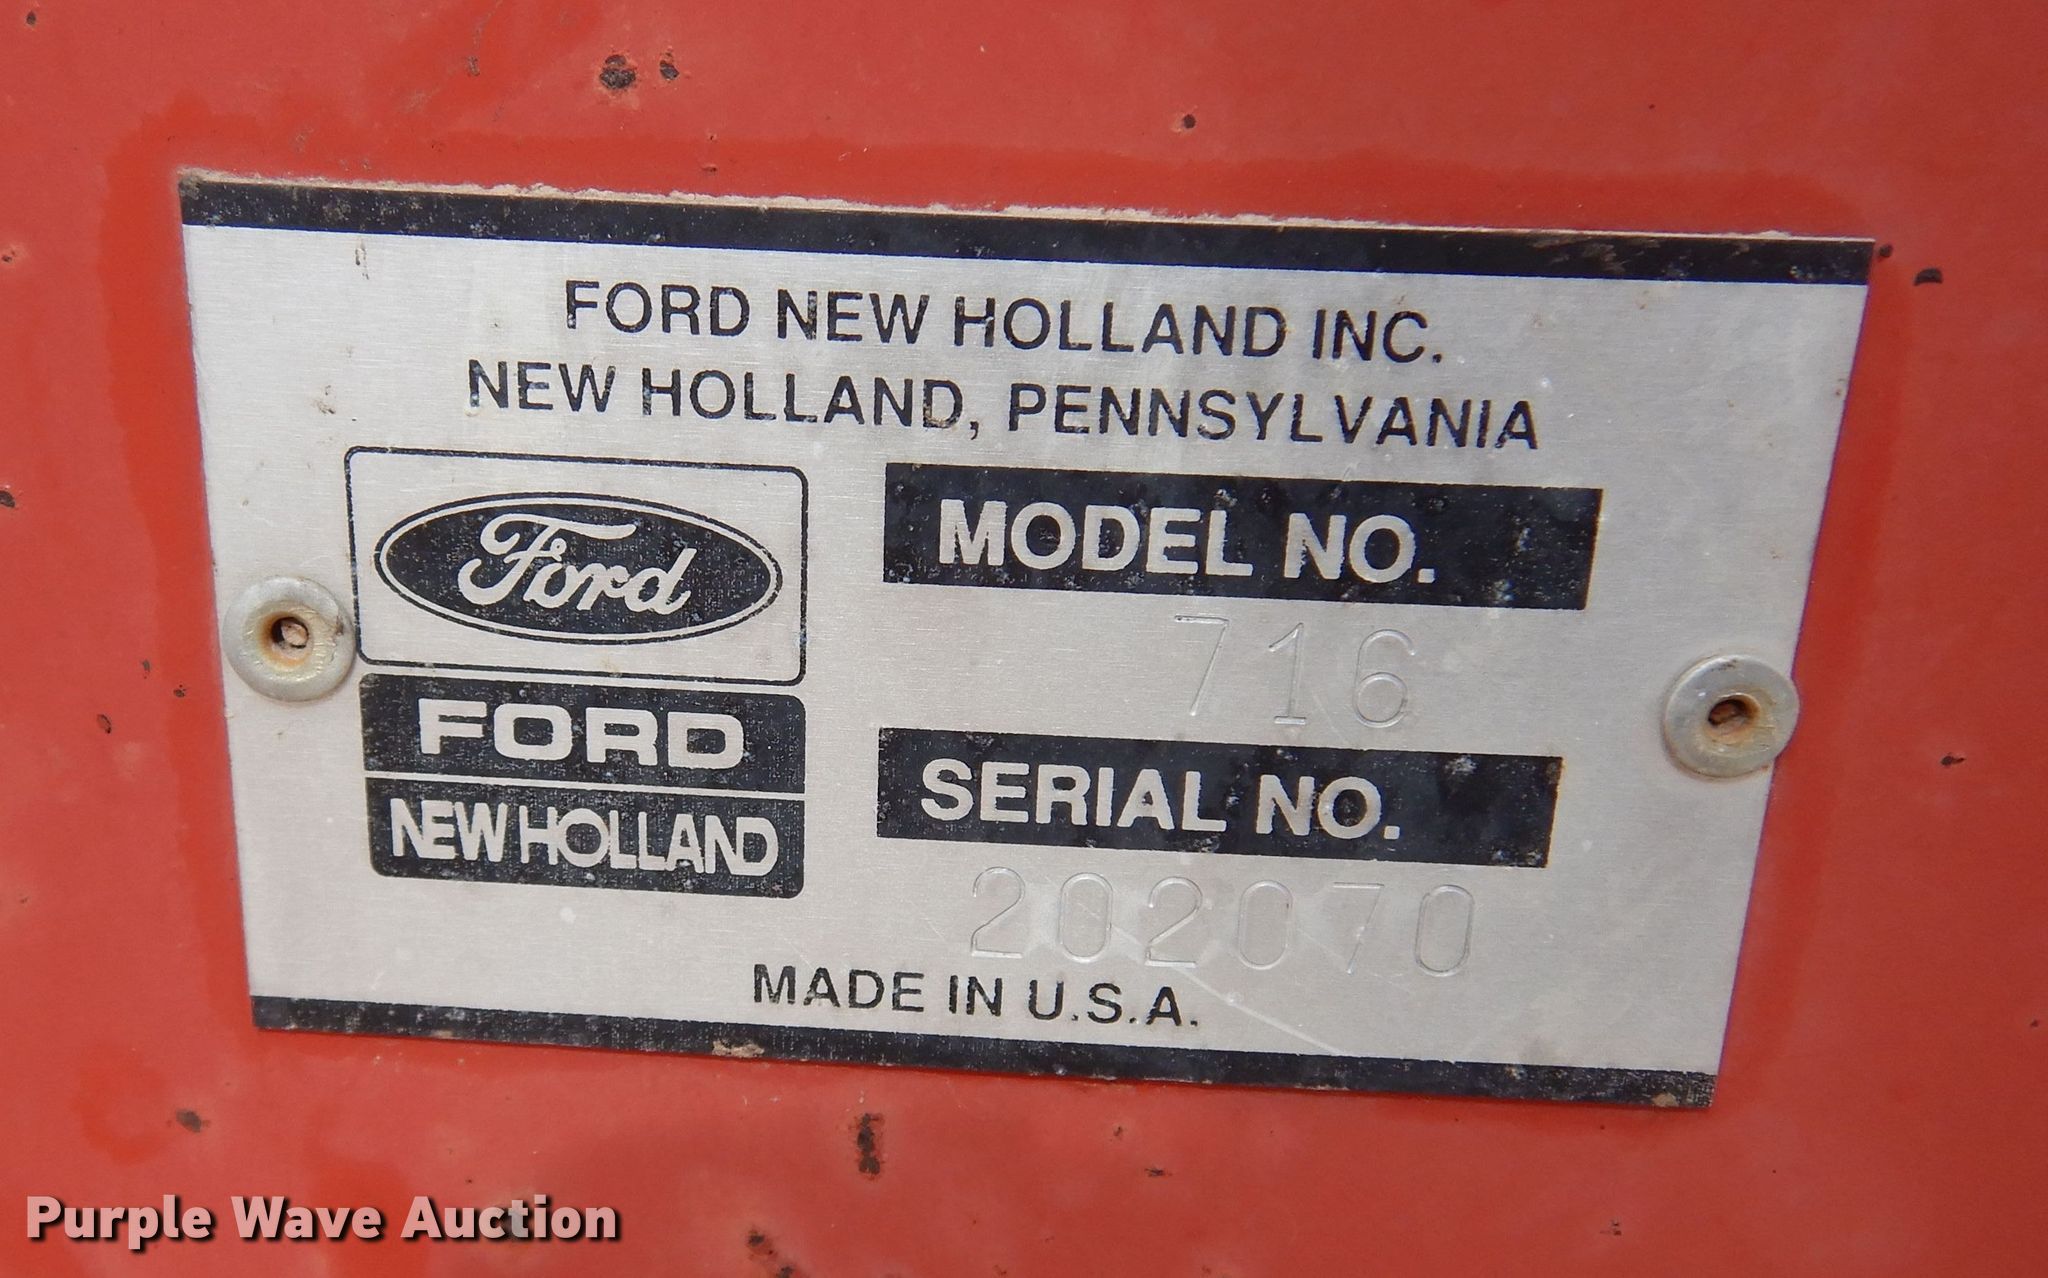 FORD NEW HOLLAND INC.
NEW HOLLAND, PENNSYLVANIA
Ford
FORD
NEW HOLLAND
MODEL NO.
716
SERIAL NO.
202070
MADE IN U.S.A.
Purple Wave Auction